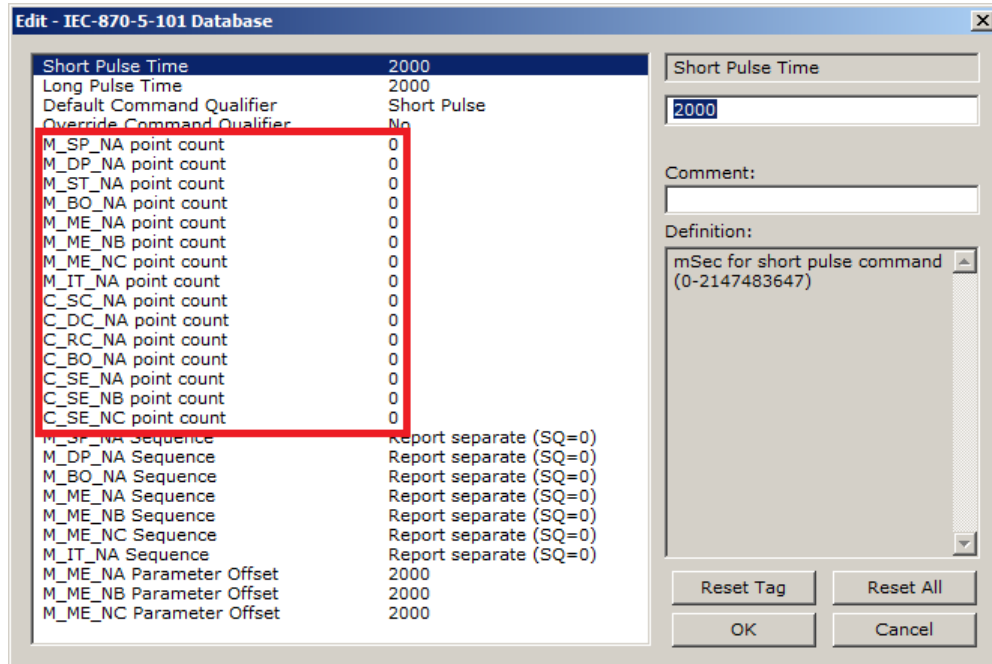 Edit - IEC-870-5-101 Database
Short Pulse Time 2000
Long Pulse Time 2000
Default Command Qualifier Short Pulse
Override Command Qualifier No
M_SP_NA point count 0
M_DP_NA point count 0
M_ST_NA point count 0
M_BO_NA point count 0
M_ME_NA point count 0
M_ME_NB point count 0
M_ME_NC point count 0
M_IT_NA point count 0
C_SC_NA point count 0
C_DC_NA point count 0
C_RC_NA point count 0
C_BO_NA point count 0
C_SE_NA point count 0
C_SE_NB point count 0
C_SE_NC point count 0
M_SP_NA Sequence Report separate (SQ=0)
M_DP_NA Sequence Report separate (SQ=0)
M_BO_NA Sequence Report separate (SQ=0)
M_ME_NA Sequence Report separate (SQ=0)
M_ME_NB Sequence Report separate (SQ=0)
M_ME_NC Sequence Report separate (SQ=0)
M_IT_NA Sequence Report separate (SQ=0)
M_ME_NA Parameter Offset 2000
M_ME_NB Parameter Offset 2000
M_ME_NC Parameter Offset 2000
Short Pulse Time
2000
Comment:
Definition:
mSec for short pulse command
(0-2147483647)
Reset Tag Reset All
OK Cancel